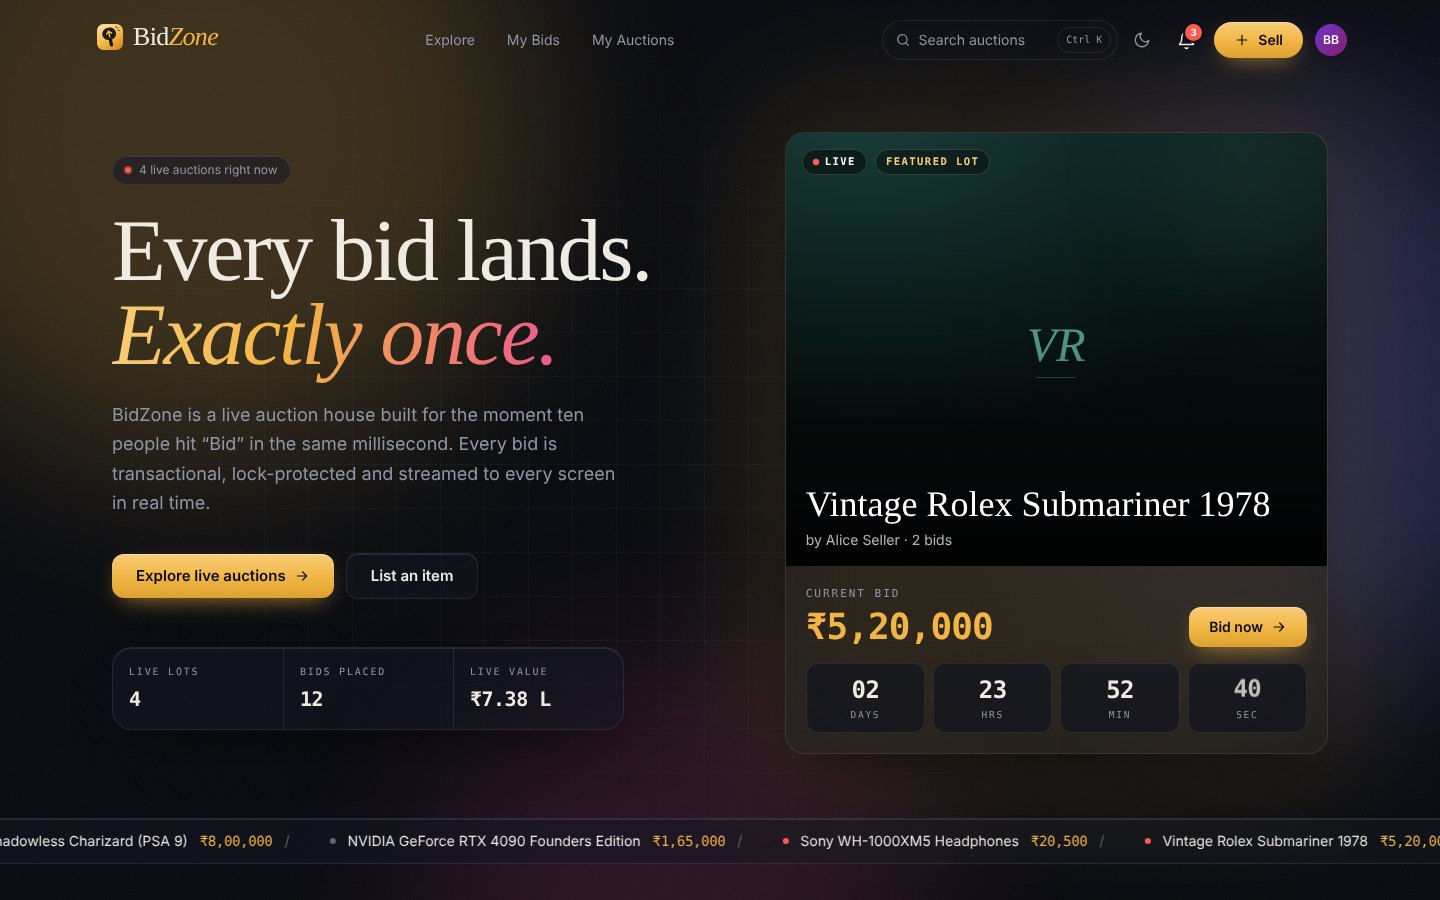 BidZone
Explore
My Bids
My Auctions
Search auctions
Ctrl K
3
Sell
BB
4 live auctions right now
Every bid lands.
Exactly once.
BidZone is a live auction house built for the moment ten
people hit “Bid” in the same millisecond. Every bid is
transactional, lock-protected and streamed to every screen
in real time.
Explore live auctions →
List an item
LIVE LOTS
4
BIDS PLACED
12
LIVE VALUE
₹7.38 L
LIVE
FEATURED LOT
VR
Vintage Rolex Submariner 1978
by Alice Seller · 2 bids
CURRENT BID
₹5,20,000
Bid now →
02
DAYS
23
HRS
52
MIN
40
SEC
Charizard (PSA 9) ₹8,00,000 /
NVIDIA GeForce RTX 4090 Founders Edition ₹1,65,000 /
Sony WH-1000XM5 Headphones ₹20,500 /
Vintage Rolex Submariner 1978